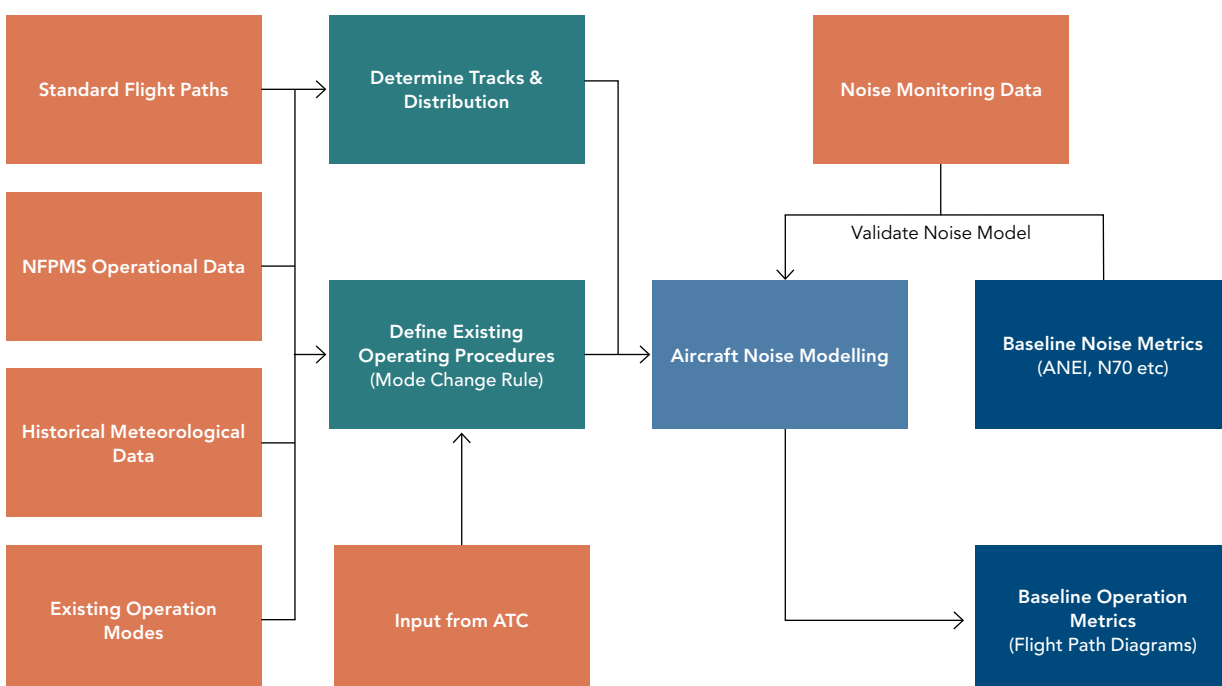 Standard Flight Paths
Determine Tracks &
Distribution
Noise Monitoring Data
Validate Noise Model
NFPMS Operational Data
Define Existing
Operating Procedures
(Mode Change Rule)
Aircraft Noise Modelling
Baseline Noise Metrics
(ANEI, N70 etc)
Historical Meteorological
Data
Existing Operation
Modes
Input from ATC
Baseline Operation
Metrics
(Flight Path Diagrams)